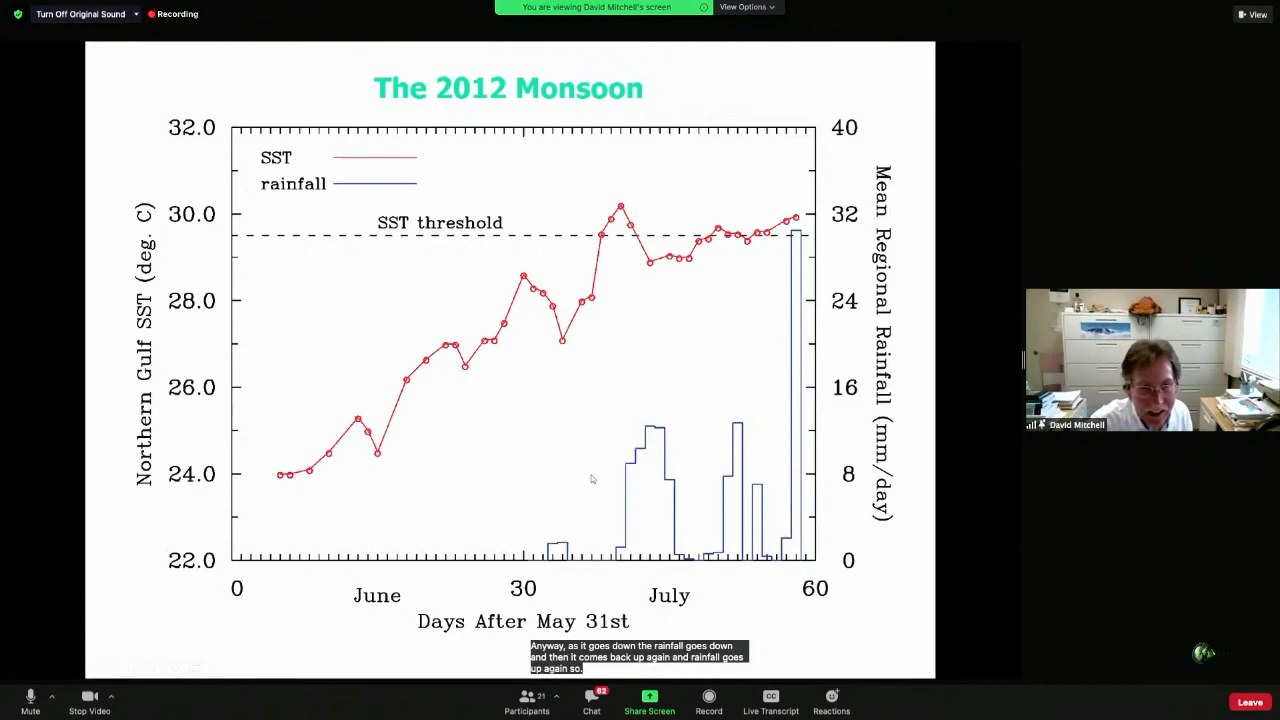 Turn Off Original Sound
Recording
You are viewing David Mitchell's screen
View Options
View
The 2012 Monsoon
SST
rainfall
SST threshold
32.0
30.0
28.0
26.0
24.0
22.0
Northern Gulf SST (deg. C)
40
32
24
16
8
0
Mean Regional Rainfall (mm/day)
0
30
60
June
July
Days After May 31st
Anyway, as it goes down the rainfall goes down
and then it comes back up again and rainfall goes
up again so.
David Mitchell
Mute
Stop Video
21
Participants
62
Chat
Share Screen
Record
CC
Live Transcript
Reactions
Leave